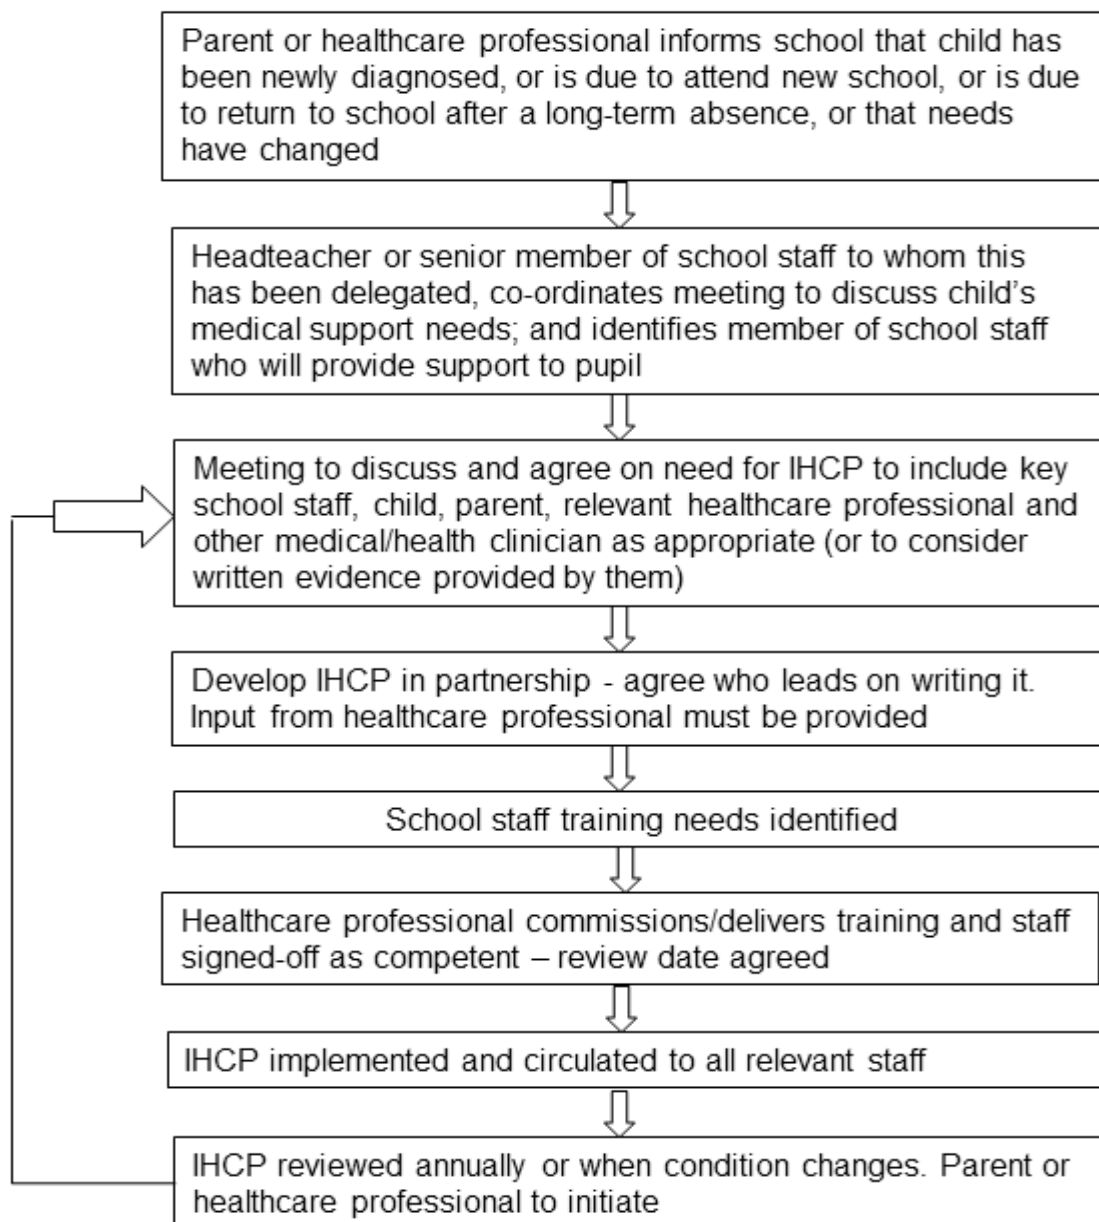 Parent or healthcare professional informs school that child has
been newly diagnosed, or is due to attend new school, or is due
to return to school after a long-term absence, or that needs
have changed
Headteacher or senior member of school staff to whom this
has been delegated, co-ordinates meeting to discuss child’s
medical support needs; and identifies member of school staff
who will provide support to pupil
Meeting to discuss and agree on need for IHCP to include key
school staff, child, parent, relevant healthcare professional and
other medical/health clinician as appropriate (or to consider
written evidence provided by them)
Develop IHCP in partnership - agree who leads on writing it.
Input from healthcare professional must be provided
School staff training needs identified
Healthcare professional commissions/delivers training and staff
signed-off as competent – review date agreed
IHCP implemented and circulated to all relevant staff
IHCP reviewed annually or when condition changes. Parent or
healthcare professional to initiate